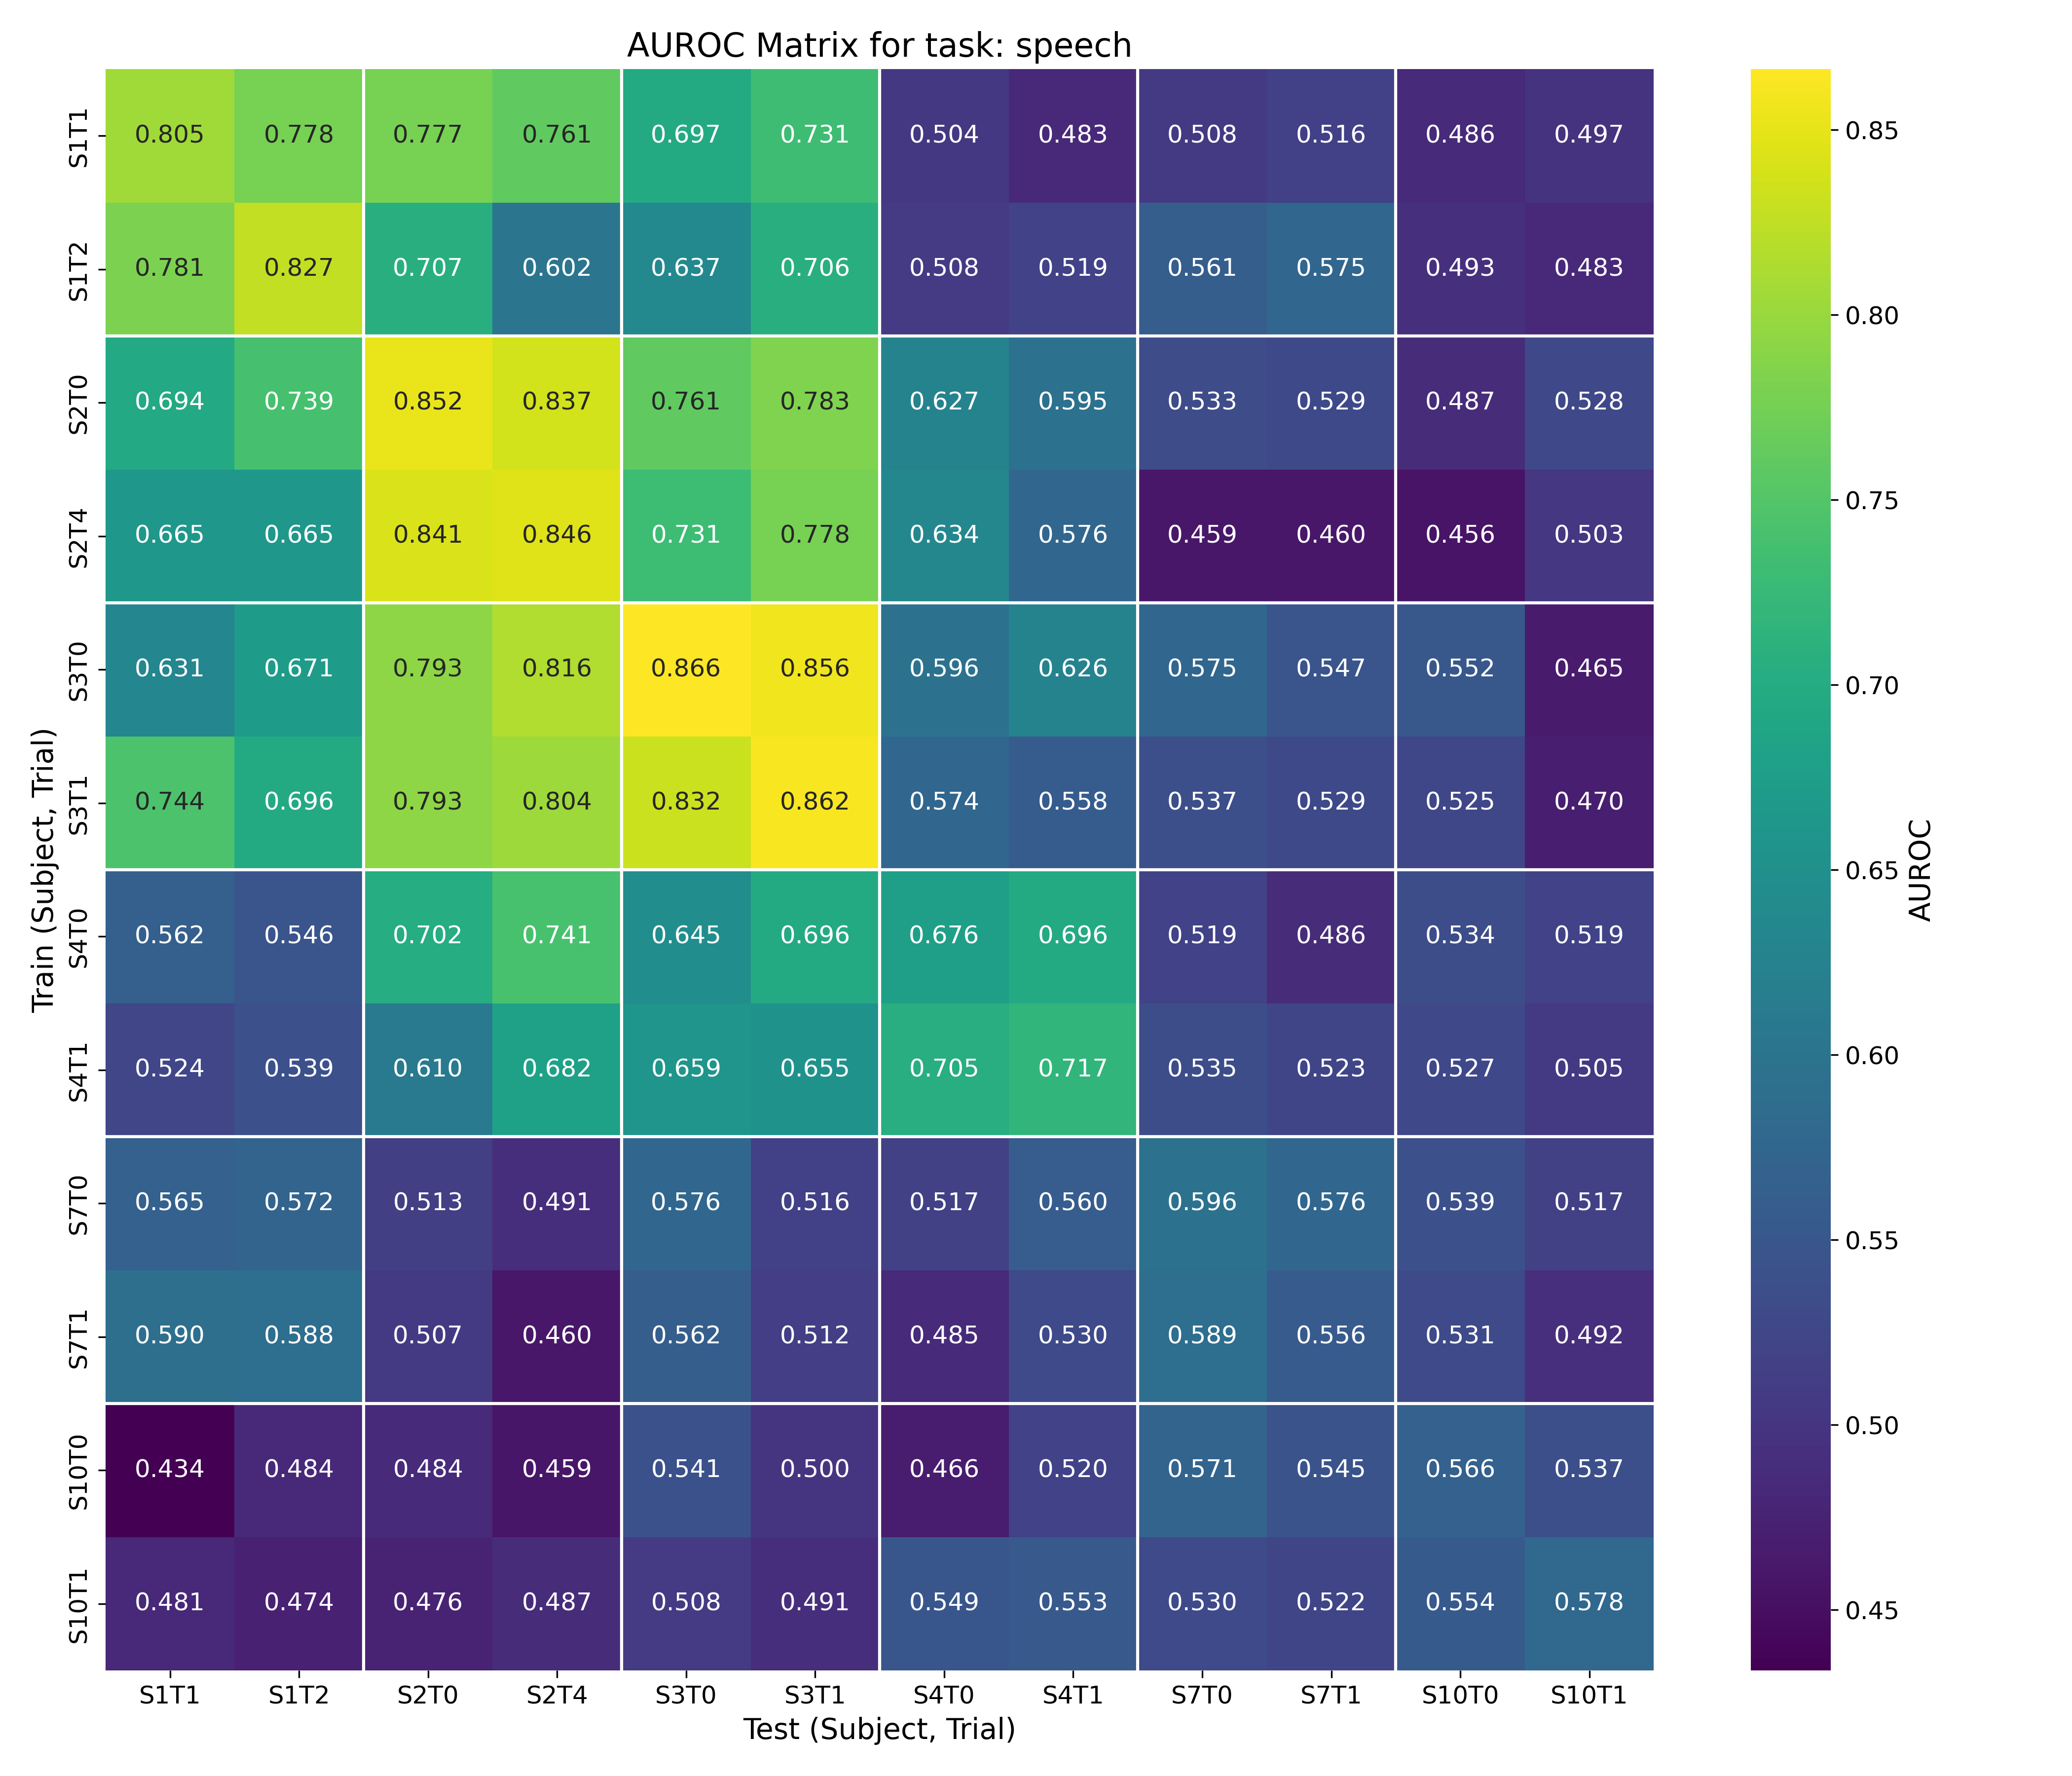 AUROC Matrix for task: speech
S1T1 0.805 0.778 0.777 0.761 0.697 0.731 0.504 0.483 0.508 0.516 0.486 0.497
S1T2 0.781 0.827 0.707 0.602 0.637 0.706 0.508 0.519 0.561 0.575 0.493 0.483
S2T0 0.694 0.739 0.852 0.837 0.761 0.783 0.627 0.595 0.533 0.529 0.487 0.528
S2T4 0.665 0.665 0.841 0.846 0.731 0.778 0.634 0.576 0.459 0.460 0.456 0.503
S3T0 0.631 0.671 0.793 0.816 0.866 0.856 0.596 0.626 0.575 0.547 0.552 0.465
S3T1 0.744 0.696 0.793 0.804 0.832 0.862 0.574 0.558 0.537 0.529 0.525 0.470
S4T0 0.562 0.546 0.702 0.741 0.645 0.696 0.676 0.696 0.519 0.486 0.534 0.519
S4T1 0.524 0.539 0.610 0.682 0.659 0.655 0.705 0.717 0.535 0.523 0.527 0.505
S7T0 0.565 0.572 0.513 0.491 0.576 0.516 0.517 0.560 0.596 0.576 0.539 0.517
S7T1 0.590 0.588 0.507 0.460 0.562 0.512 0.485 0.530 0.589 0.556 0.531 0.492
S10T0 0.434 0.484 0.484 0.459 0.541 0.500 0.466 0.520 0.571 0.545 0.566 0.537
S10T1 0.481 0.474 0.476 0.487 0.508 0.491 0.549 0.553 0.530 0.522 0.554 0.578
S1T1 S1T2 S2T0 S2T4 S3T0 S3T1 S4T0 S4T1 S7T0 S7T1 S10T0 S10T1
Test (Subject, Trial)
Train (Subject, Trial)
0.85
0.80
0.75
0.70
0.65
0.60
0.55
0.50
0.45
AUROC